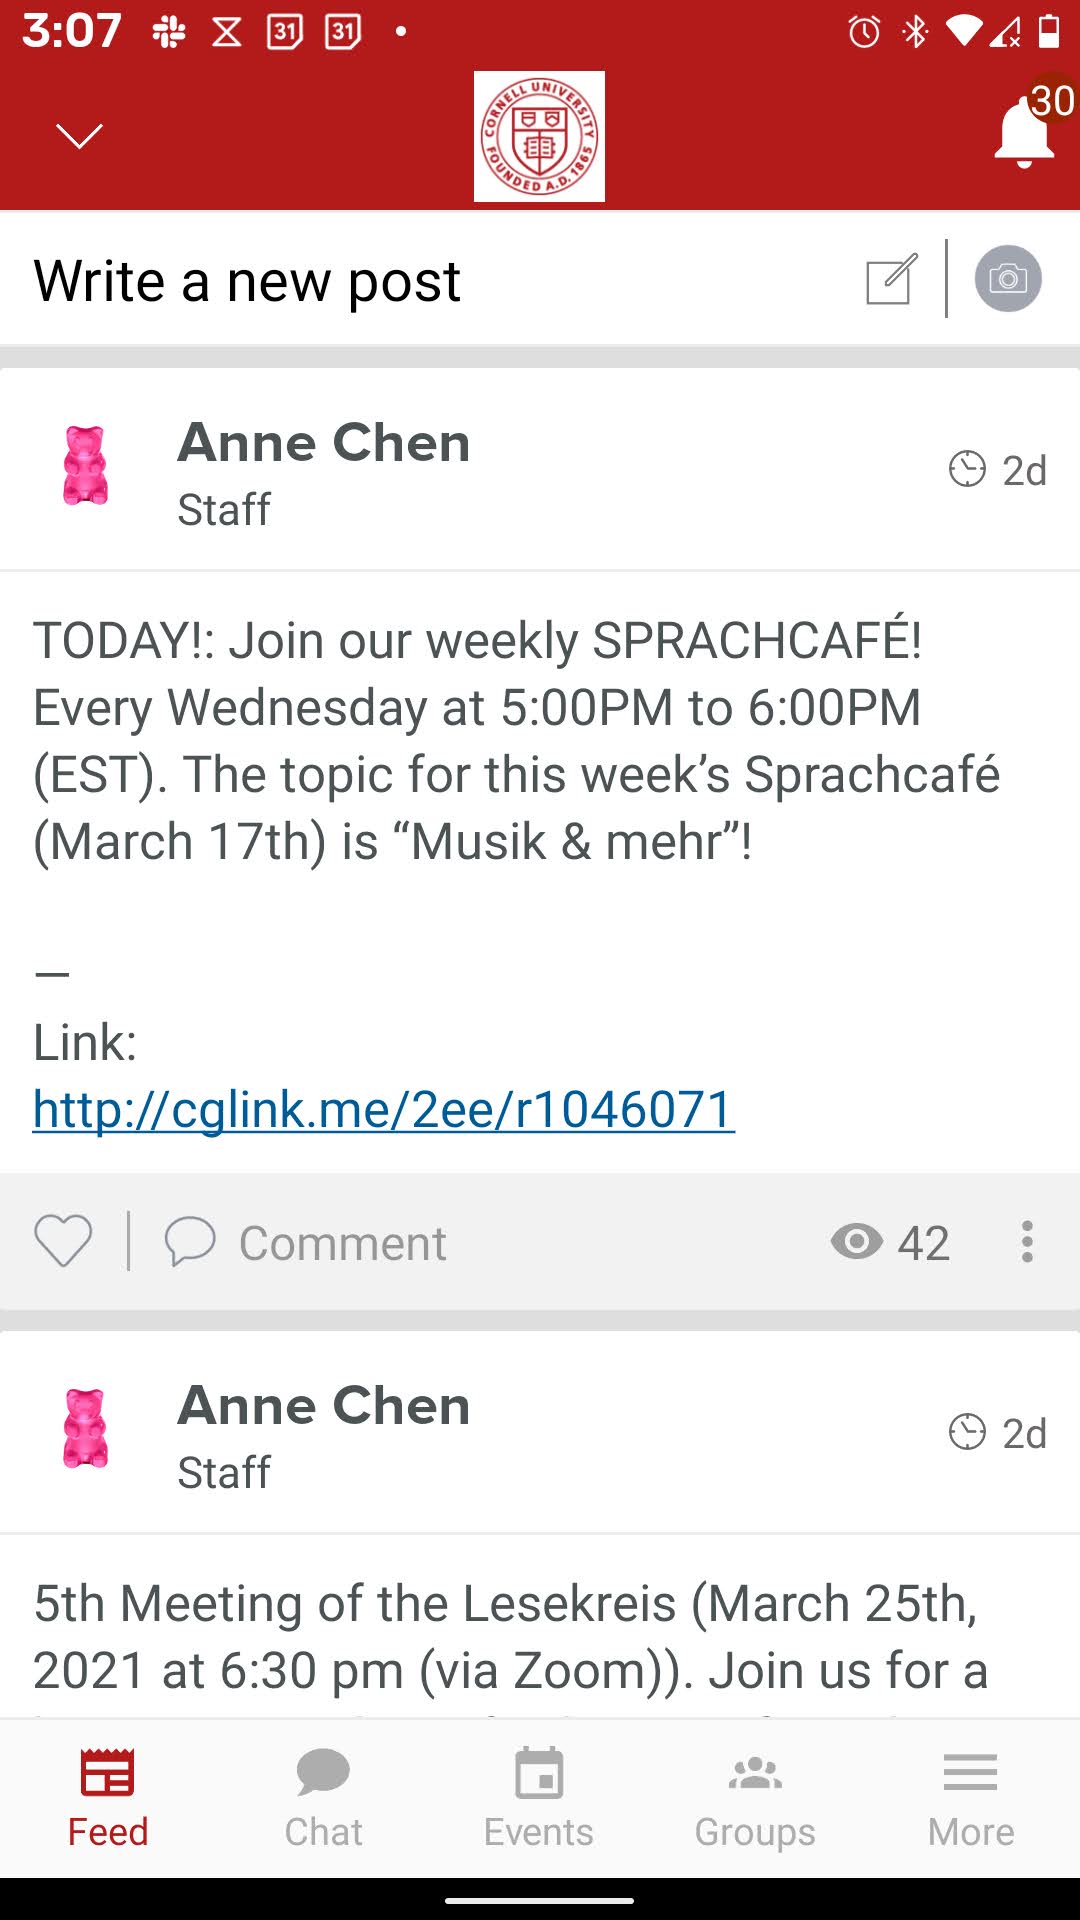 3:07
31
31
CORNELL UNIVERSITY
FOUNDED A.D. 1865
30
Write a new post
Anne Chen
2d
Staff
TODAY!: Join our weekly SPRACHCAFÉ!
Every Wednesday at 5:00PM to 6:00PM
(EST). The topic for this week’s Sprachcafé
(March 17th) is “Musik & mehr”!
—
Link:
http://cglink.me/2ee/r1046071
Comment
42
Anne Chen
2d
Staff
5th Meeting of the Lesekreis (March 25th,
2021 at 6:30 pm (via Zoom)). Join us for a
Feed
Chat
Events
Groups
More